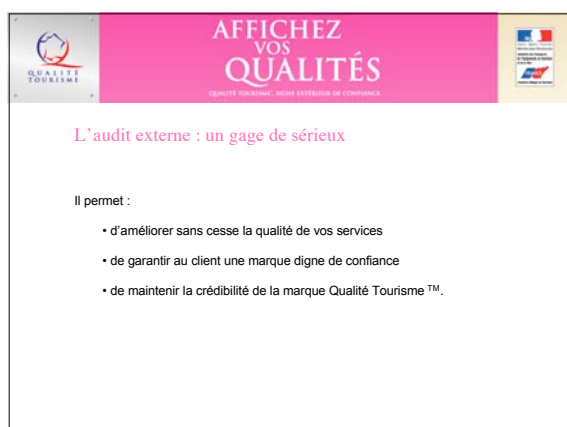 AFFICHEZ
VOS
QUALITÉS
QUALITÉ TOURISME, SIGNE EXTÉRIEUR DE CONFIANCE.
QUALITÉ
TOURISME
L'audit externe : un gage de sérieux
Il permet :
• d'améliorer sans cesse la qualité de vos services
• de garantir au client une marque digne de confiance
• de maintenir la crédibilité de la marque Qualité Tourisme ™.